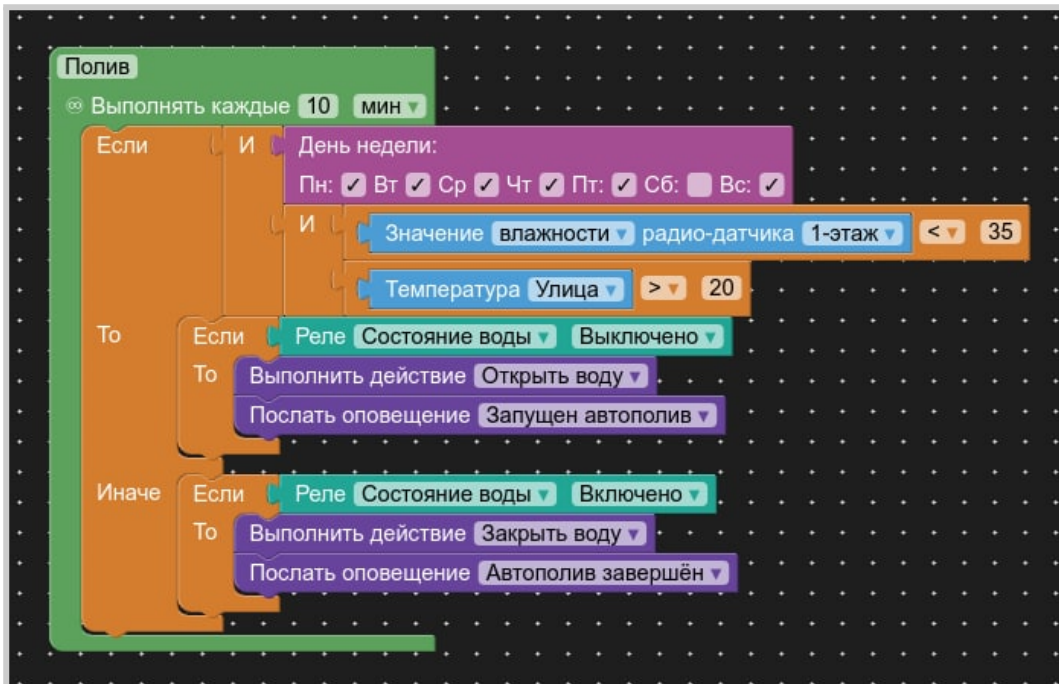 Полив
Выполнять каждые 10 мин
Если И День недели:
Пн: Вт Ср Чт Пт: Сб: Вс:
И Значение влажности радио-датчика 1-этаж < 35
Температура Улица > 20
То Если Реле Состояние воды Выключено
То Выполнить действие Открыть воду
Послать оповещение Запущен автополив
Иначе Если Реле Состояние воды Включено
То Выполнить действие Закрыть воду
Послать оповещение Автополив завершён